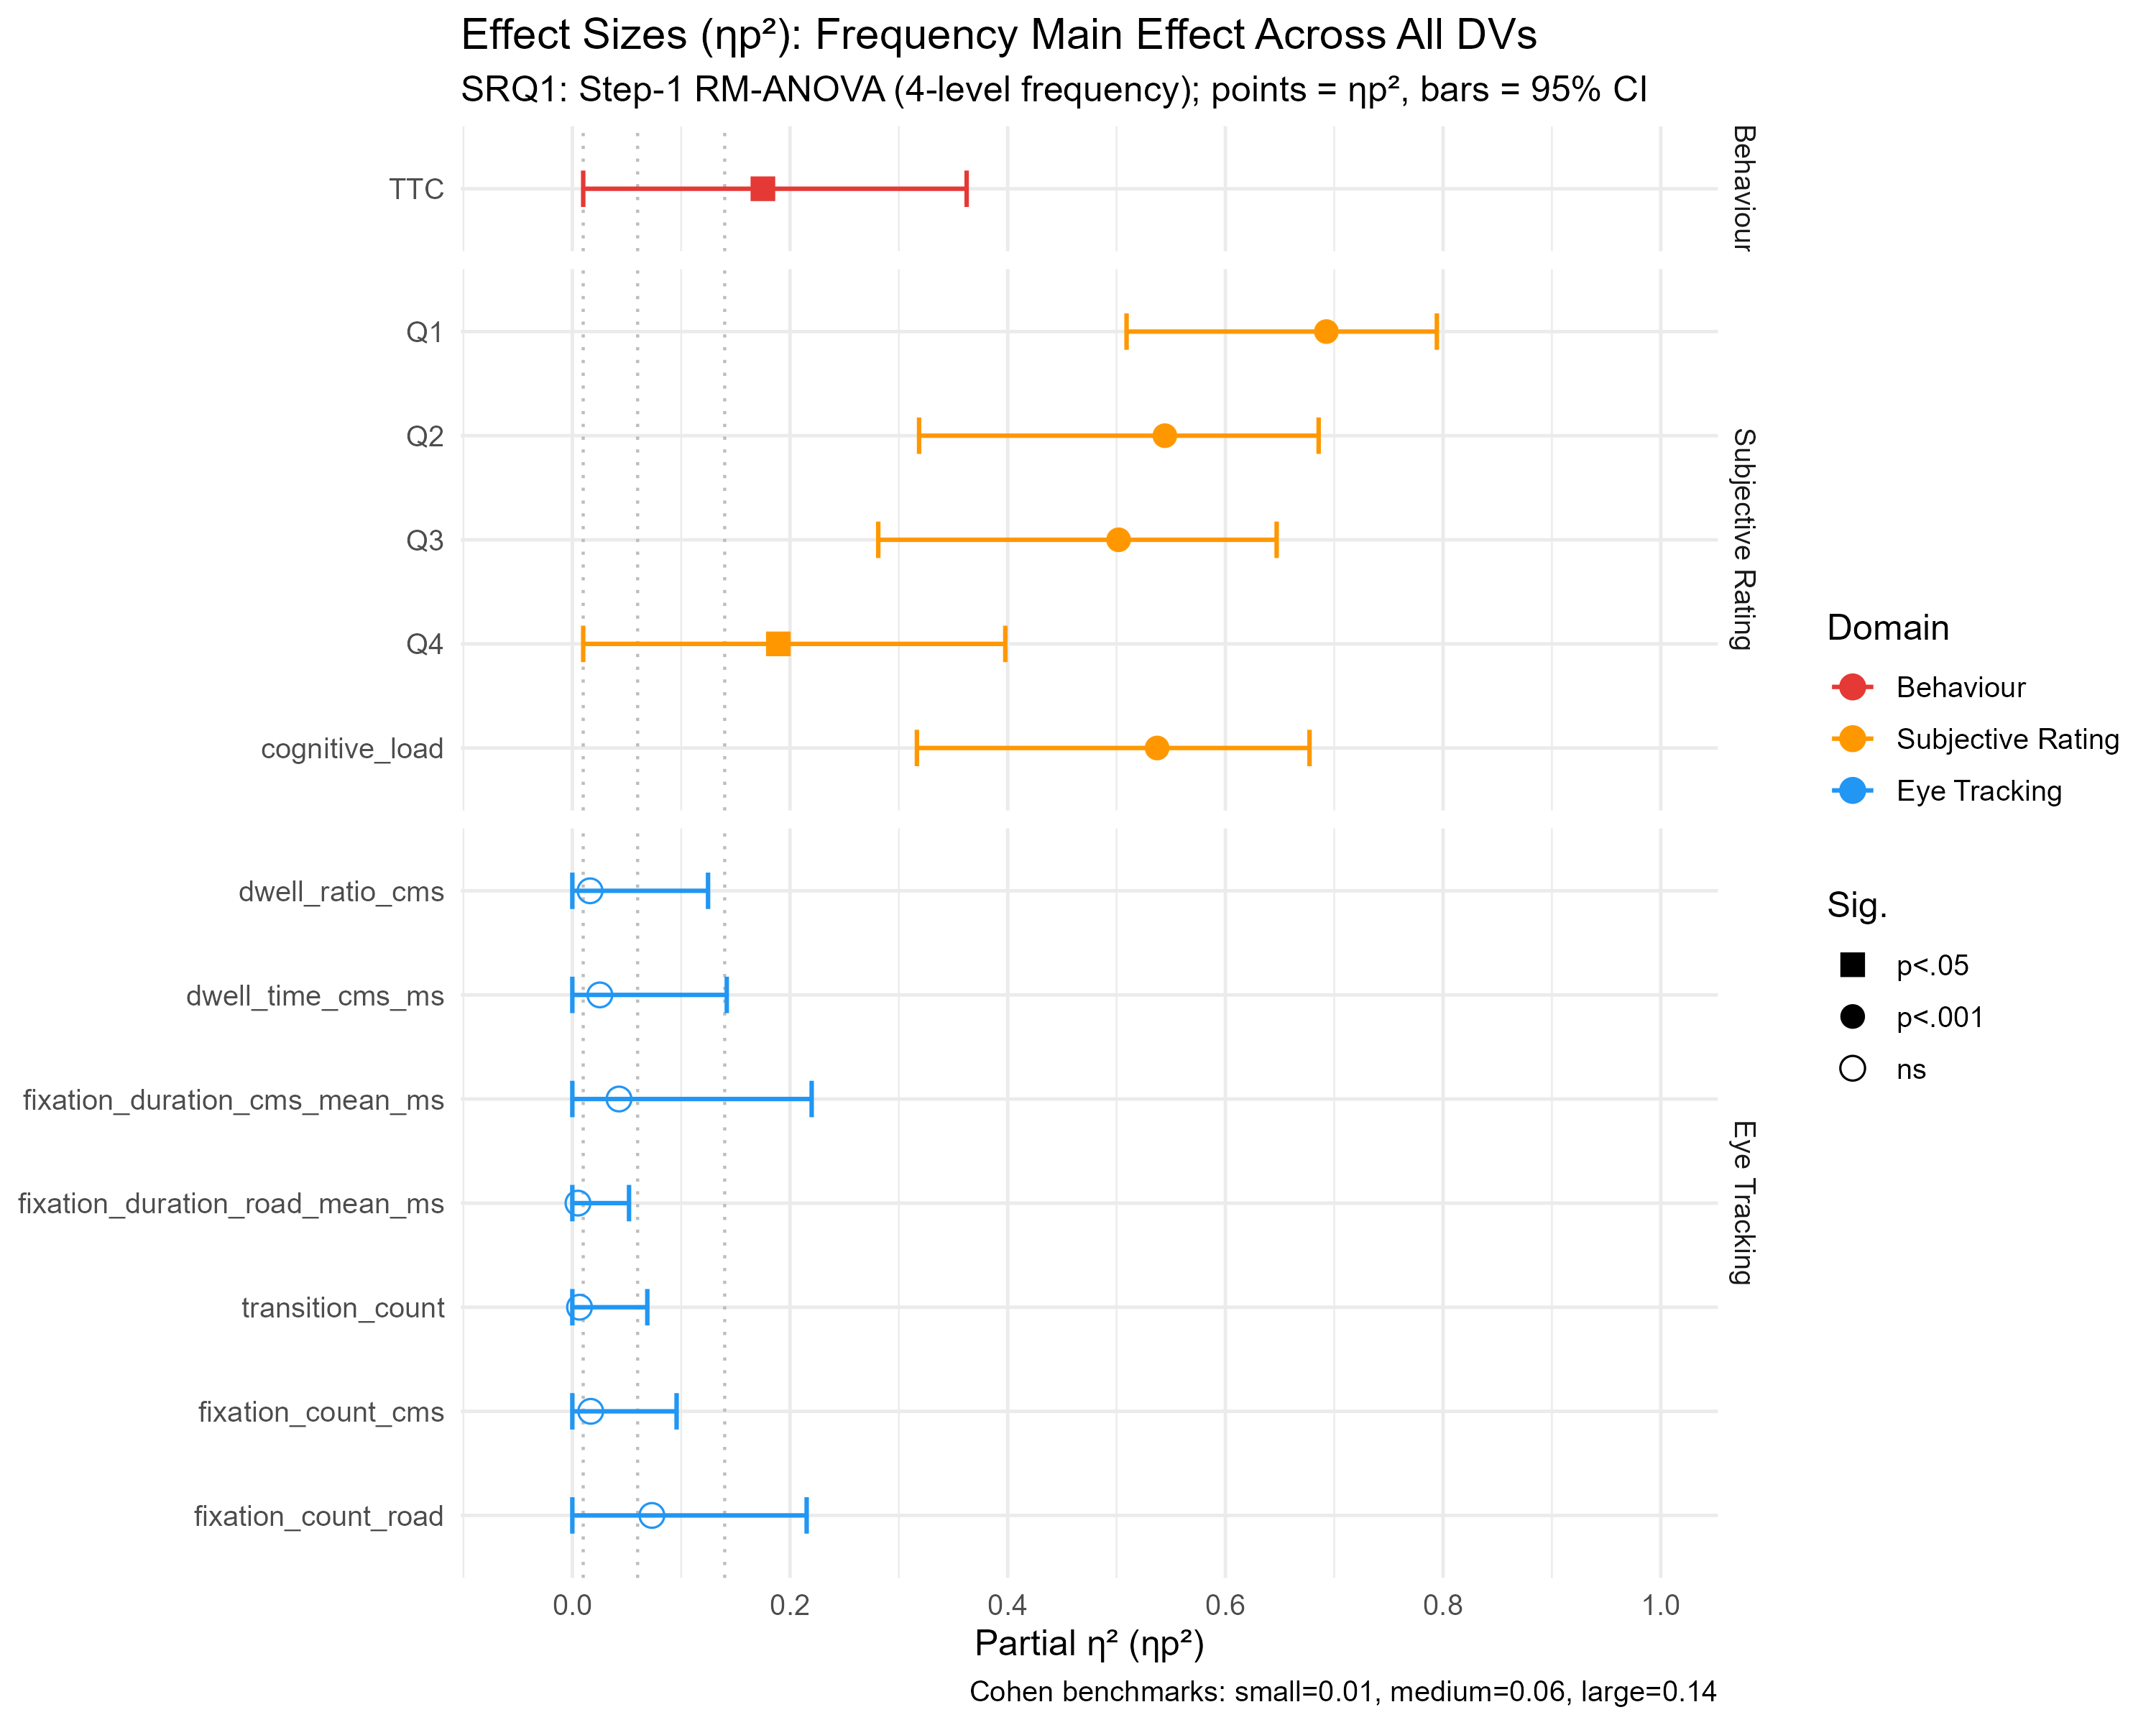 Effect Sizes (ηp²): Frequency Main Effect Across All DVs
SRQ1: Step-1 RM-ANOVA (4-level frequency); points = ηp², bars = 95% CI
Behaviour
TTC
Subjective Rating
Q1
Q2
Q3
Q4
cognitive_load
Eye Tracking
dwell_ratio_cms
dwell_time_cms_ms
fixation_duration_cms_mean_ms
fixation_duration_road_mean_ms
transition_count
fixation_count_cms
fixation_count_road
0.0 0.2 0.4 0.6 0.8 1.0
Partial η² (ηp²)
Cohen benchmarks: small=0.01, medium=0.06, large=0.14
Domain
Behaviour
Subjective Rating
Eye Tracking
Sig.
p<.05
p<.001
ns